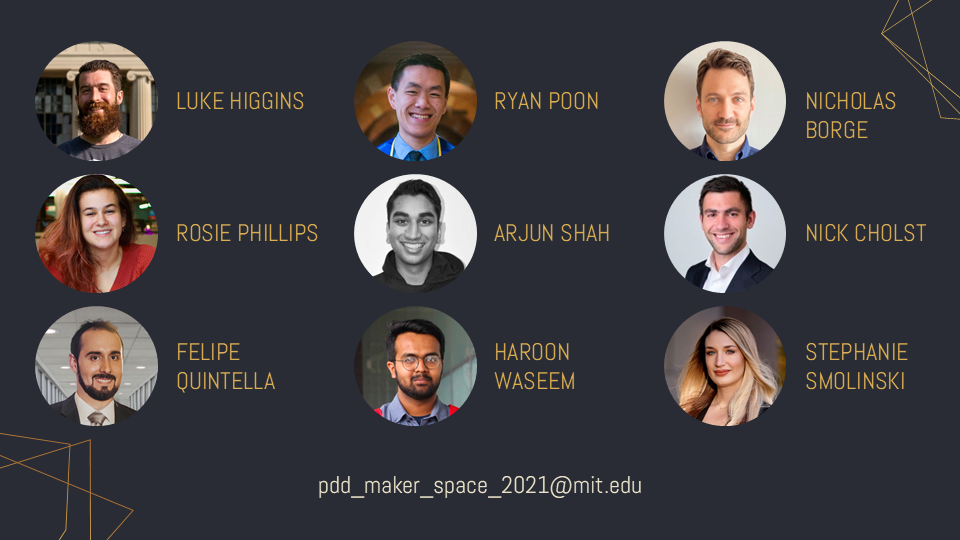 LUKE HIGGINS
RYAN POON
NICHOLAS
BORGE
ROSIE PHILLIPS
ARJUN SHAH
NICK CHOLST
FELIPE
QUINTELLA
HAROON
WASEEM
STEPHANIE
SMOLINSKI
pdd_maker_space_2021@mit.edu